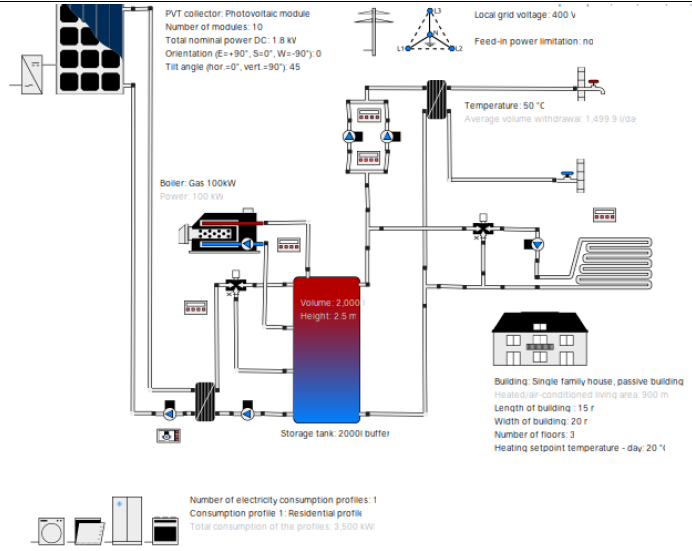 PVT collector: Photovoltaic module
Number of modules: 10
Total nominal power DC: 1.8 kW
Orientation (E=+90°, S=0°, W=-90°): 0
Tilt angle (hor.=0°, vert.=90°): 45
L3
N
L1
L2
Local grid voltage: 400 V
Feed-in power limitation: no
Temperature: 50 °C
Average volume withdrawal: 1,499.9 l/da
Boiler: Gas 100kW
Power: 100 kW
Volume: 2,000
Height: 2.5 m
Storage tank: 2000l buffer
Building: Single family house, passive building
Heated/air-conditioned living area: 900 m
Length of building : 15 r
Width of building: 20 r
Number of floors: 3
Heating setpoint temperature - day: 20 °(
Number of electricity consumption profiles: 1
Consumption profile 1: Residential profile
Total consumption of the profiles: 3,500 kW